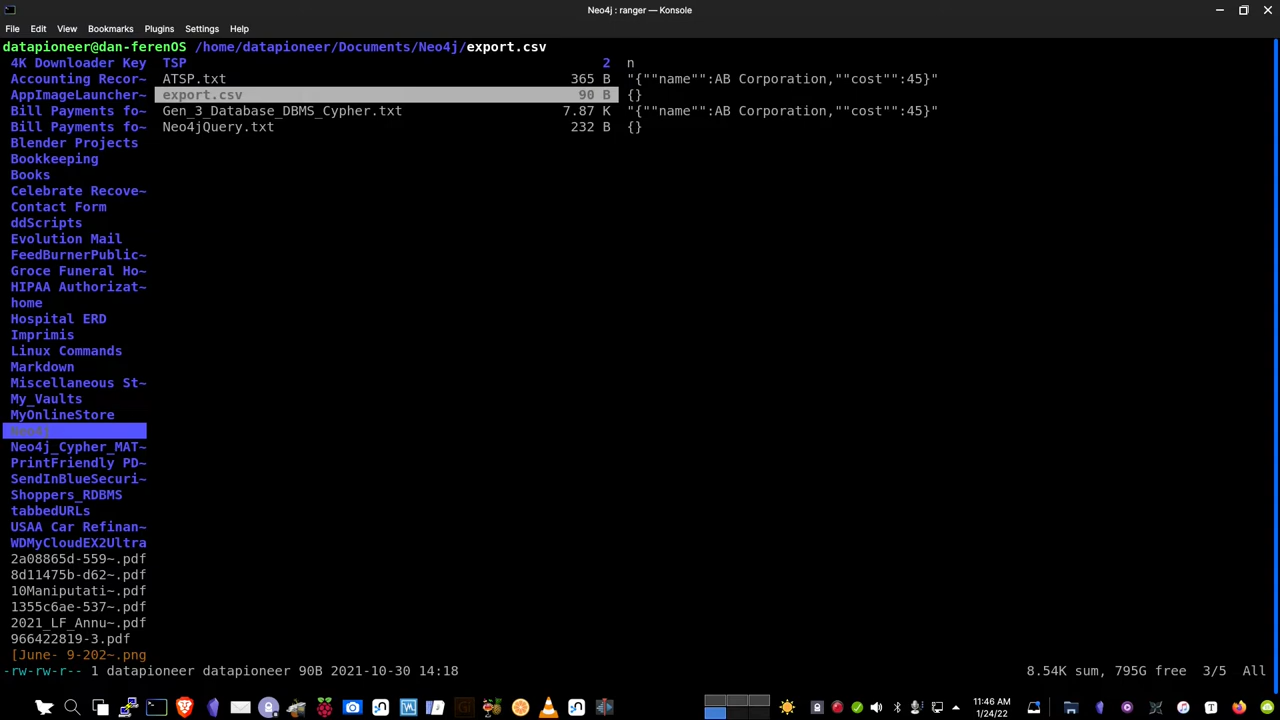 Neo4j : ranger — Konsole
File Edit View Bookmarks Plugins Settings Help
datapioneer@dan-ferenOS /home/datapioneer/Documents/Neo4j/export.csv
4K Downloader Key TSP 2 n
Accounting Recor~ ATSP.txt 365 B "{""name"":AB Corporation,""cost"":45}"
AppImageLauncher~ export.csv 90 B {}
Bill Payments fo~ Gen_3_Database_DBMS_Cypher.txt 7.87 K "{""name"":AB Corporation,""cost"":45}"
Bill Payments fo~ Neo4jQuery.txt 232 B {}
Blender Projects
Bookkeeping
Books
Celebrate Recove~
Contact Form
ddScripts
Evolution Mail
FeedBurnerPublic~
Groce Funeral Ho~
HIPAA Authorizat~
home
Hospital ERD
Imprimis
Linux Commands
Markdown
Miscellaneous St~
My_Vaults
MyOnlineStore
Neo4j
Neo4j_Cypher_MAT~
PrintFriendly PD~
SendInBlueSecuri~
Shoppers_RDBMS
tabbedURLs
USAA Car Refinan~
WDMyCloudEX2Ultra
2a08865d-559~.pdf
8d11475b-d62~.pdf
10Maniputati~.pdf
1355c6ae-537~.pdf
2021_LF_Annu~.pdf
966422819-3.pdf
[June- 9-202~.png
-rw-rw-r-- 1 datapioneer datapioneer 90B 2021-10-30 14:18 8.54K sum, 795G free 3/5 All
11:46 AM
1/24/22